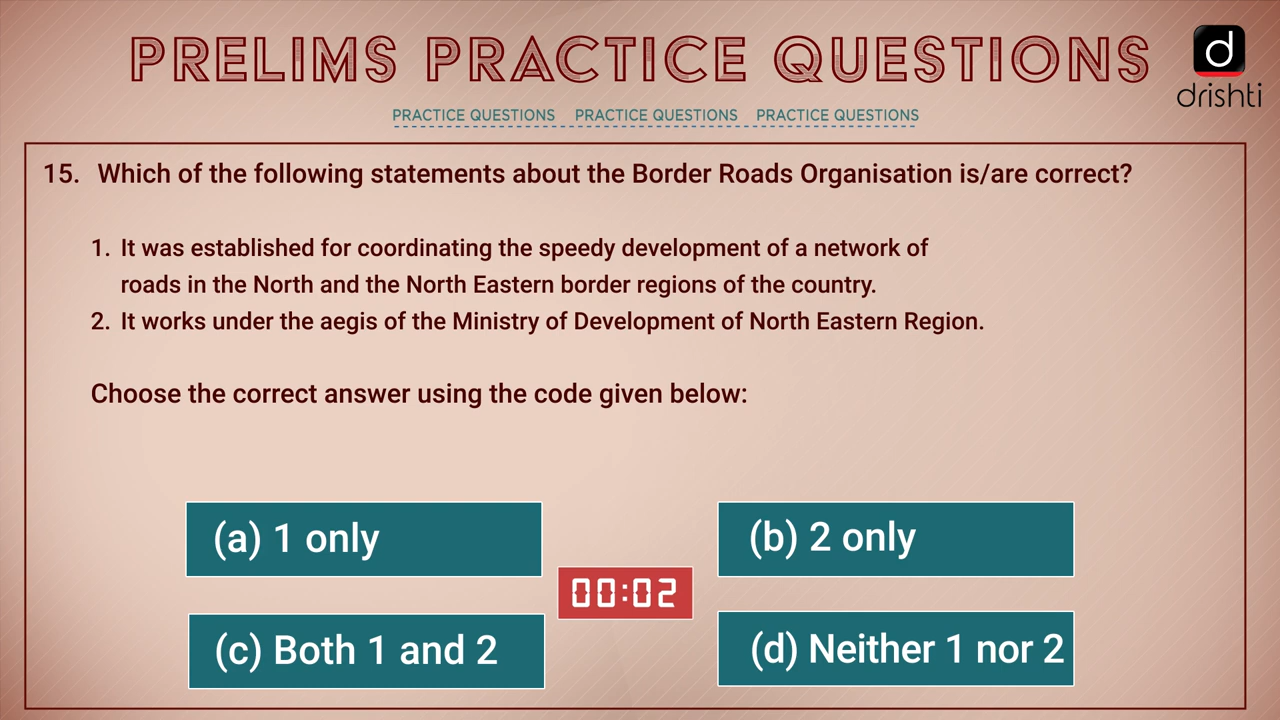 PRELIMS PRACTICE QUESTIONS
d
drishti
PRACTICE QUESTIONS PRACTICE QUESTIONS PRACTICE QUESTIONS
15. Which of the following statements about the Border Roads Organisation is/are correct?
1. It was established for coordinating the speedy development of a network of
roads in the North and the North Eastern border regions of the country.
2. It works under the aegis of the Ministry of Development of North Eastern Region.
Choose the correct answer using the code given below:
(a) 1 only
(b) 2 only
00:02
(c) Both 1 and 2
(d) Neither 1 nor 2